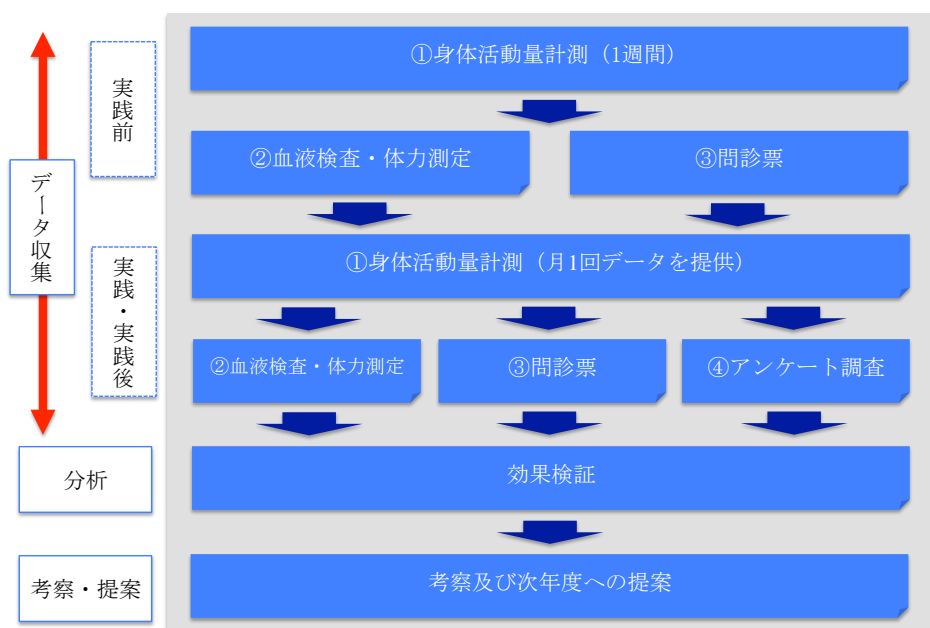 ①身体活動量計測（1週間）
実践前
②血液検査・体力測定
③問診票
データ収集
①身体活動量計測（月1回データを提供）
実践・実践後
②血液検査・体力測定
③問診票
④アンケート調査
分析
効果検証
考察・提案
考察及び次年度への提案